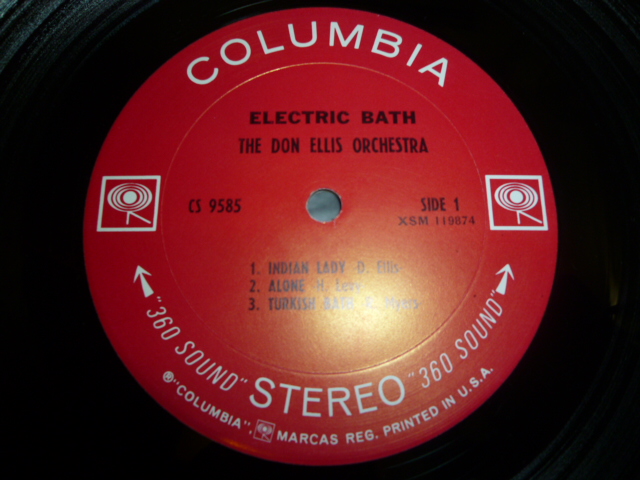 COLUMBIA
ELECTRIC BATH
THE DON ELLIS ORCHESTRA
CS 9585
SIDE 1
XSM 119874
1. INDIAN LADY D. Ellis
2. ALONE H. Levy
3. TURKISH BATH R. Myers
"360 SOUND" STEREO "360 SOUND"
℗"COLUMBIA", MARCAS REG. PRINTED IN U.S.A.